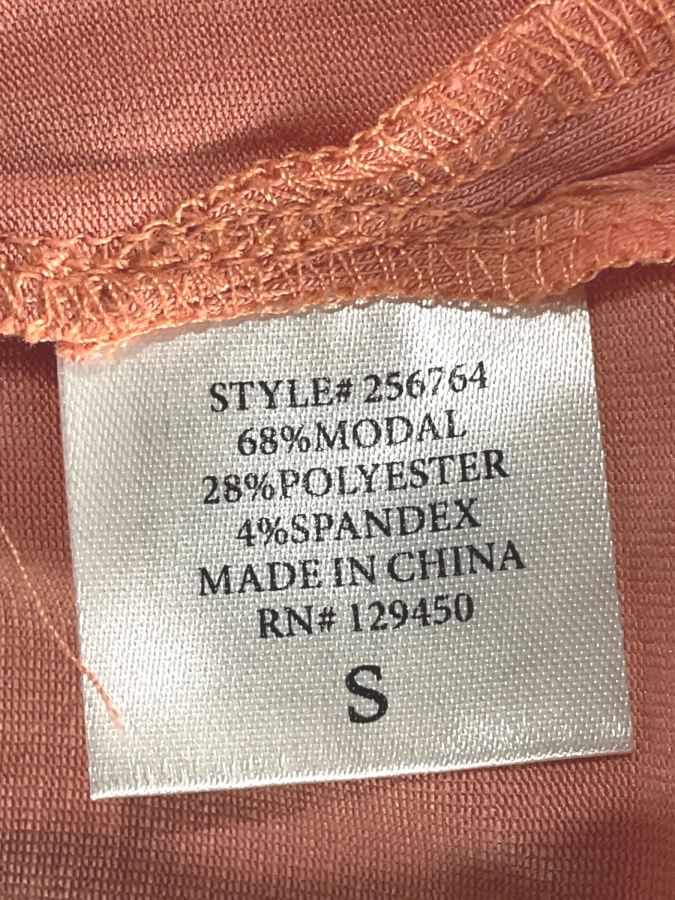 STYLE# 256764
68%MODAL
28%POLYESTER
4%SPANDEX
MADE IN CHINA
RN# 129450
S